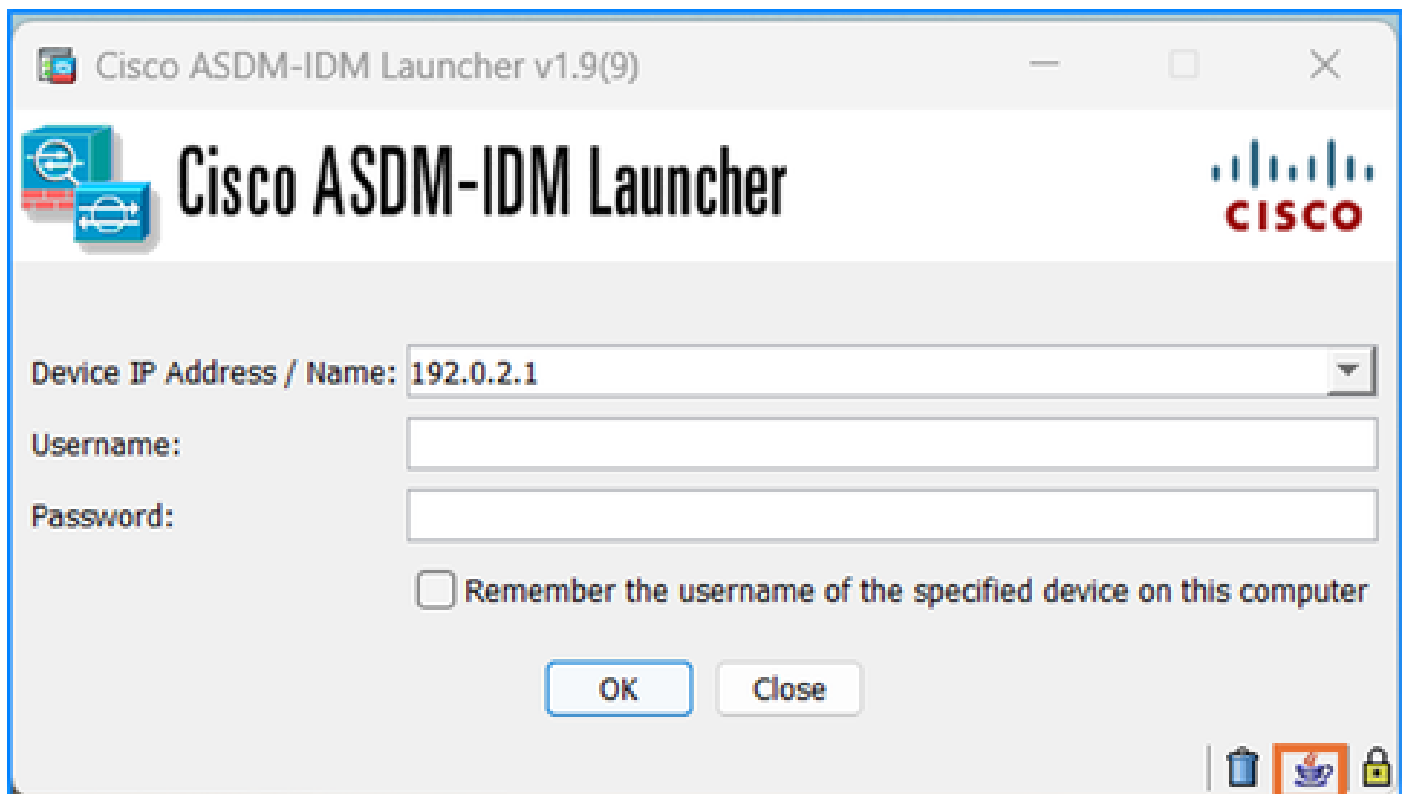 Cisco ASDM-IDM Launcher v1.9(9)
Cisco ASDM-IDM Launcher
CISCO
Device IP Address / Name: 192.0.2.1
Username:
Password:
Remember the username of the specified device on this computer
OK Close